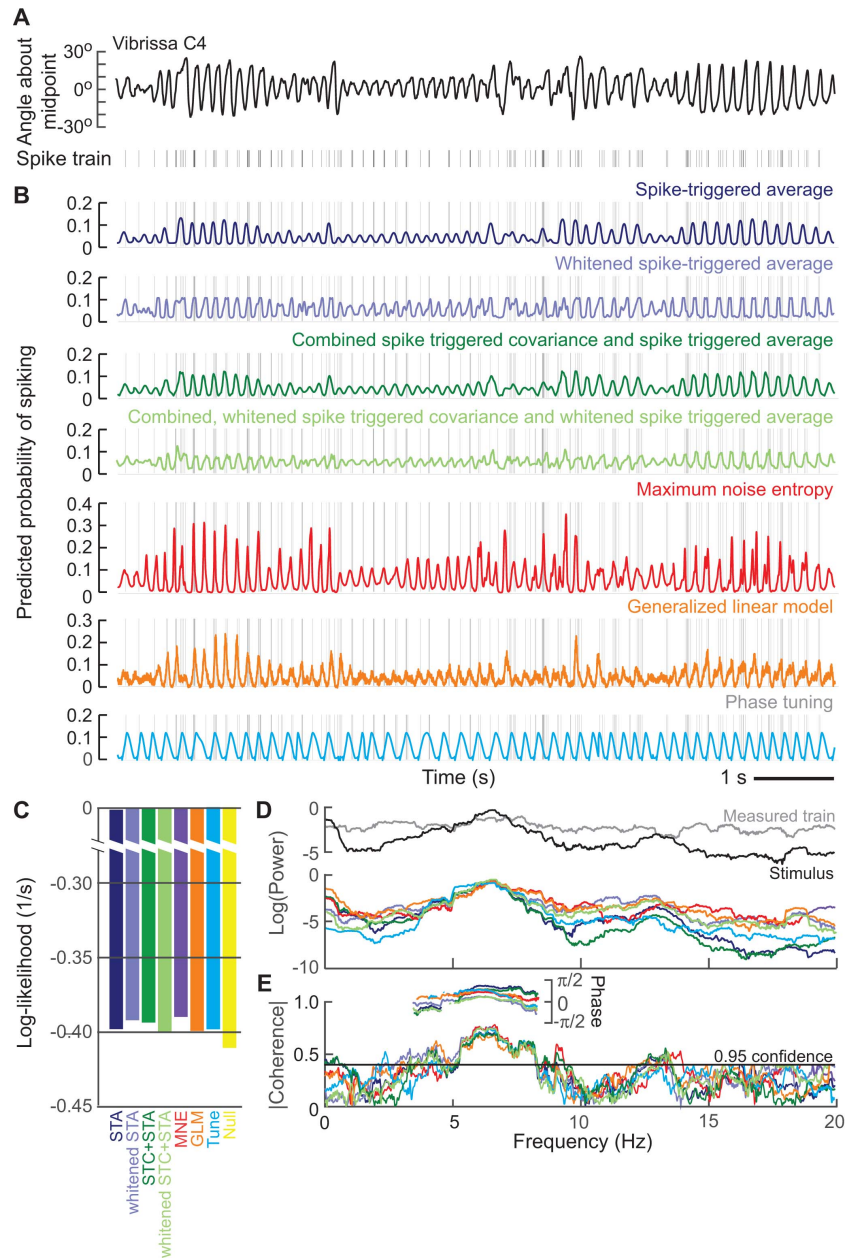 A
Vibrissa C4
Angle about
midpoint
30º
0º
-30º
Spike train
B
Predicted probability of spiking
Spike-triggered average
0.2
0.1
0
Whitened spike-triggered average
0.2
0.1
0
Combined spike triggered covariance and spike triggered average
0.2
0.1
0
Combined, whitened spike triggered covariance and whitened spike triggered average
0.2
0.1
0
Maximum noise entropy
0.4
0.3
0.2
0.1
0
Generalized linear model
0.3
0.2
0.1
0
Phase tuning
0.2
0.1
0
Time (s)
1 s
C
Log-likelihood (1/s)
0
-0.30
-0.35
-0.40
-0.45
STA
whitened STA
STC+STA
whitened STC+STA
MNE
GLM
Tune
Null
D
Log(Power)
0
-5
Measured train
Stimulus
0
-5
-10
E
|Coherence|
1.0
0.5
0
π/2
0
-π/2
Phase
0.95 confidence
0
5
10
15
20
Frequency (Hz)